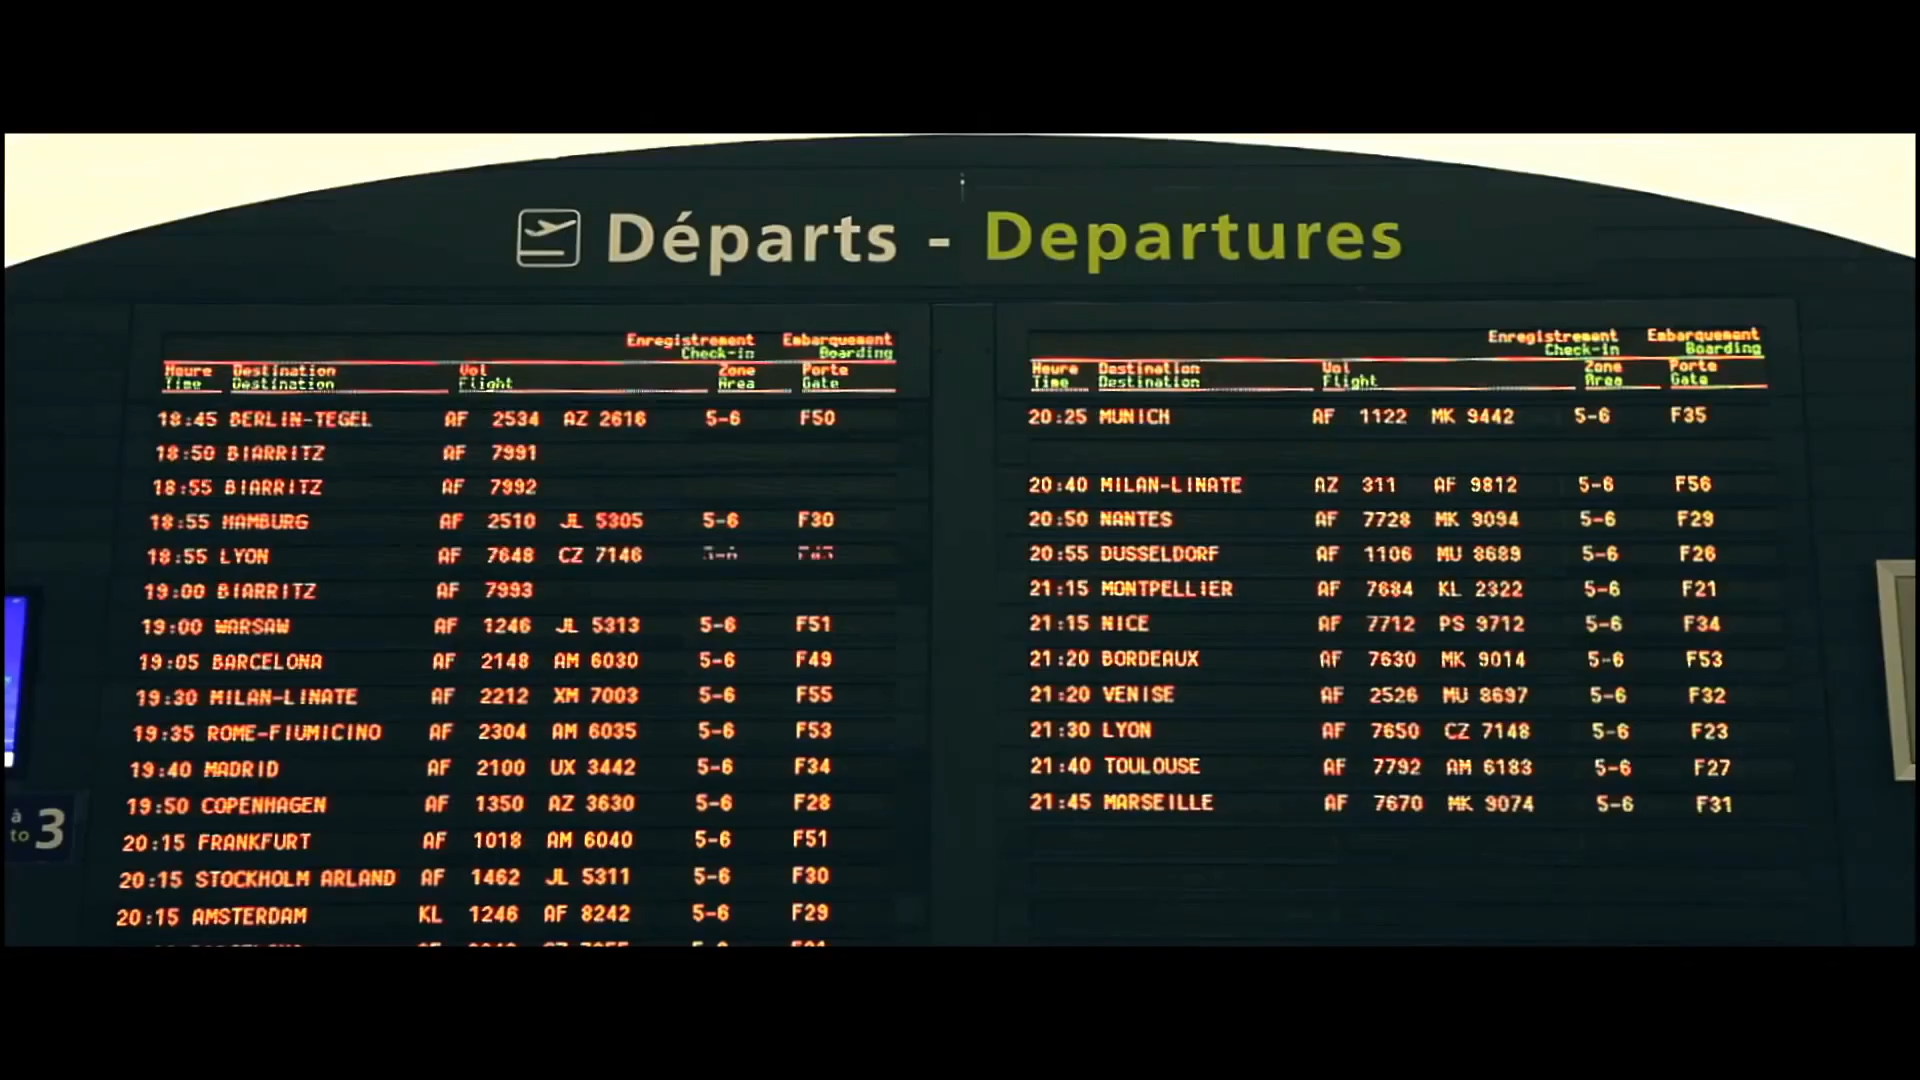 Départs - Departures
Enregistrement Embarquement
Check-in Boarding
Heure Destination Vol Zone Porte
Time Destination Flight Area Gate
18:45 BERLIN-TEGEL AF 2534 AZ 2616 5-6 F50
18:50 BIARRITZ AF 7991
18:55 BIARRITZ AF 7992
18:55 HAMBURG AF 2510 JL 5305 5-6 F30
18:55 LYON AF 7648 CZ 7146
19:00 BIARRITZ AF 7993
19:00 WARSAW AF 1246 JL 5313 5-6 F51
19:05 BARCELONA AF 2148 AM 6030 5-6 F49
19:30 MILAN-LINATE AF 2212 XM 7003 5-6 F55
19:35 ROME-FIUMICINO AF 2304 AM 6035 5-6 F53
19:40 MADRID AF 2100 UX 3442 5-6 F34
19:50 COPENHAGEN AF 1350 AZ 3630 5-6 F28
20:15 FRANKFURT AF 1018 AM 6040 5-6 F51
20:15 STOCKHOLM ARLAND AF 1462 JL 5311 5-6 F30
20:15 AMSTERDAM KL 1246 AF 8242 5-6 F29
Enregistrement Embarquement
Check-in Boarding
Heure Destination Vol Zone Porte
Time Destination Flight Area Gate
20:25 MUNICH AF 1122 MK 9442 5-6 F35
20:40 MILAN-LINATE AZ 311 AF 9812 5-6 F56
20:50 NANTES AF 7728 MK 9094 5-6 F29
20:55 DUSSELDORF AF 1106 MU 8689 5-6 F26
21:15 MONTPELLIER AF 7684 KL 2322 5-6 F21
21:15 NICE AF 7712 PS 9712 5-6 F34
21:20 BORDEAUX AF 7630 MK 9014 5-6 F53
21:20 VENISE AF 2526 MU 8697 5-6 F32
21:30 LYON AF 7650 CZ 7148 5-6 F23
21:40 TOULOUSE AF 7792 AM 6183 5-6 F27
21:45 MARSEILLE AF 7670 MK 9074 5-6 F31
à
to 3